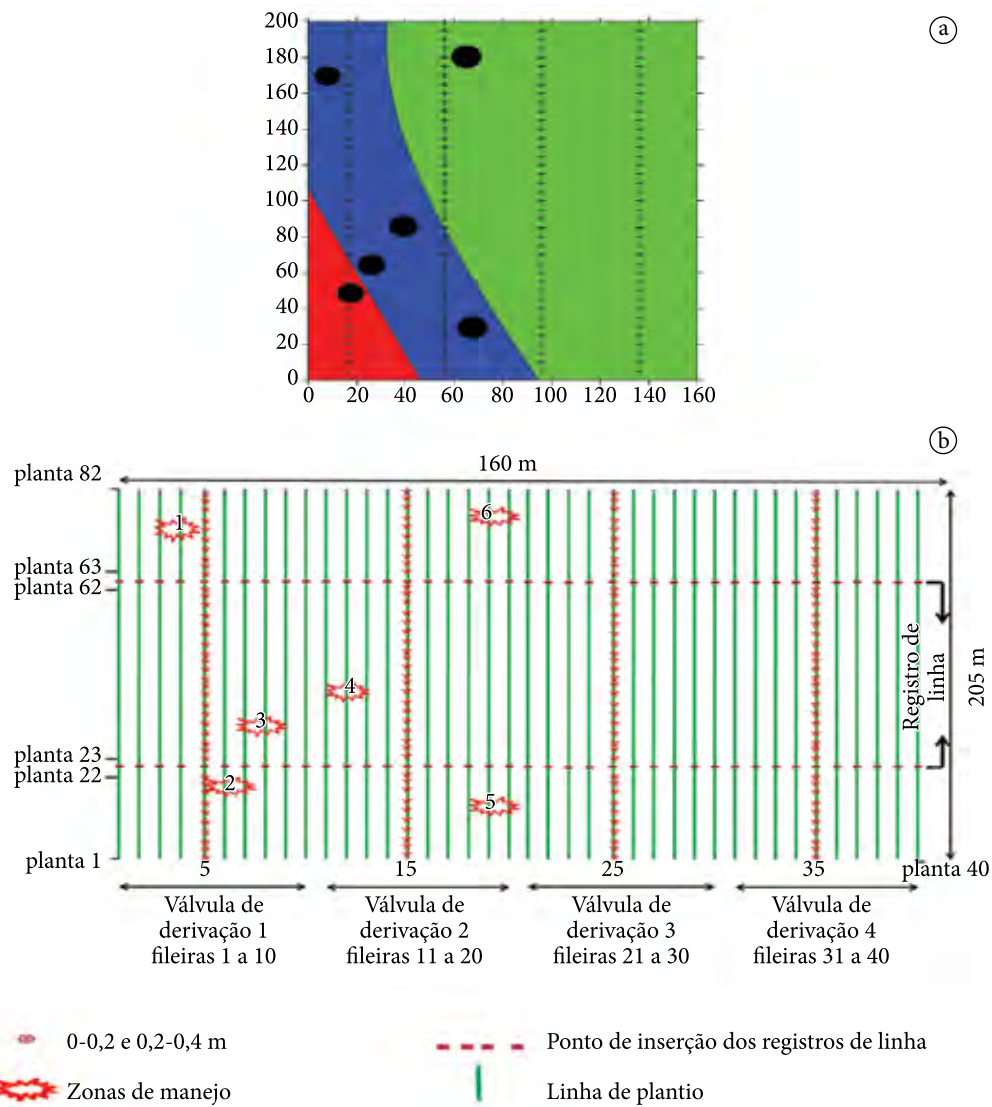 a
200
180
160
140
120
100
80
60
40
20
0
0 20 40 60 80 100 120 140 160
b
160 m
planta 82
1
6
planta 63
planta 62
4
3
Registro de
linha
205 m
planta 23
planta 22
2
5
planta 1
5 15 25 35
planta 40
Válvula de
derivação 1
fileiras 1 a 10
Válvula de
derivação 2
fileiras 11 a 20
Válvula de
derivação 3
fileiras 21 a 30
Válvula de
derivação 4
fileiras 31 a 40
0-0,2 e 0,2-0,4 m
Ponto de inserção dos registros de linha
Zonas de manejo
Linha de plantio